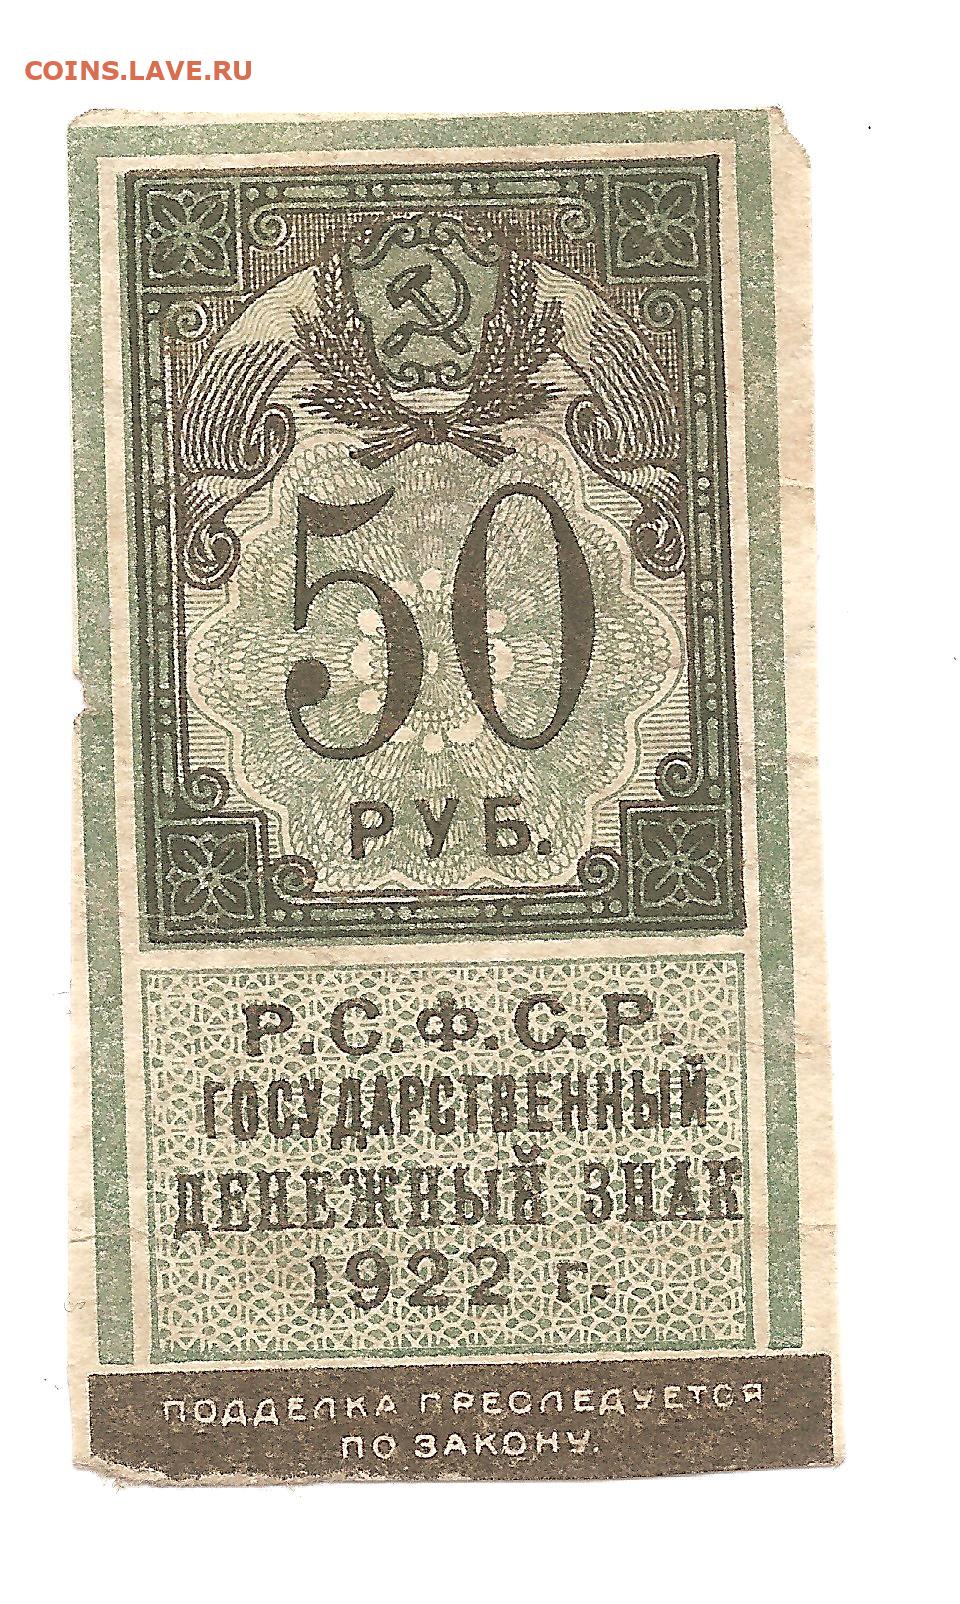 COINS.LAVE.RU
50
РУБ.
Р.С.Ф.С.Р.
ГОСУДАРСТВЕННЫЙ
ДЕНЕЖНЫЙ ЗНАК
1922 г.
ПОДДЕЛКА ПРЕСЛЕДУЕТСЯ
ПО ЗАКОНУ.